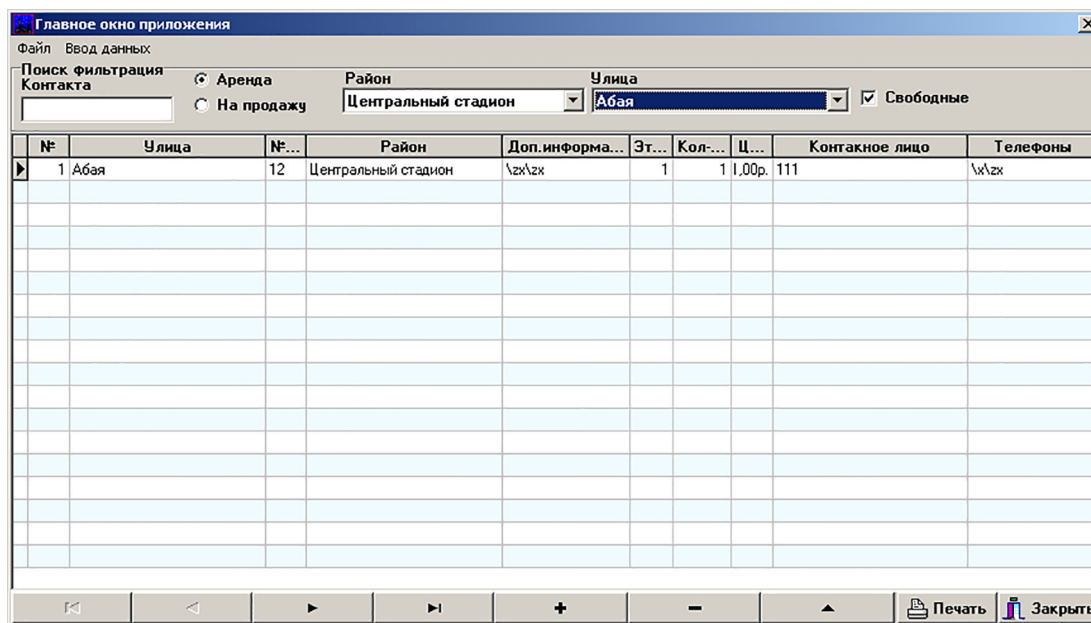 Главное окно приложения
Файл Ввод данных
Поиск фильтрация
Контакта
Аренда
На продажу
Район
Центральный стадион
Улица
Абая
Свободные
№ Улица №... Район Доп.информа... Эт... Кол-... Ц... Контакное лицо Телефоны
1 Абая 12 Центральный стадион \zx\zx 1 1 1,00р. 111 \x\zx
Печать Закрыть